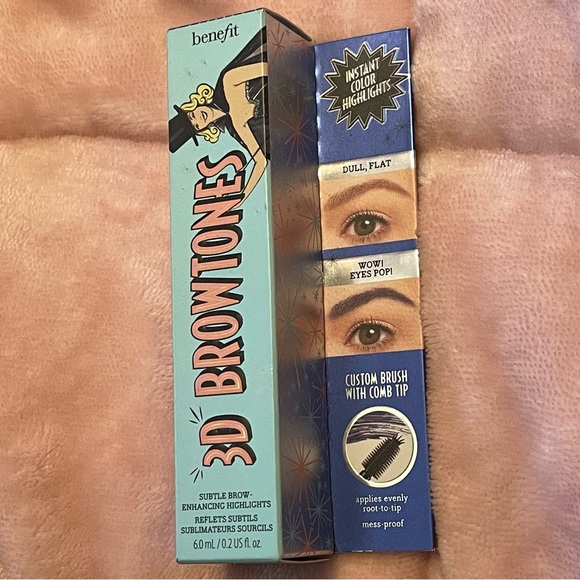 benefit
3D BROWTONES
SUBTLE BROW-
ENHANCING HIGHLIGHTS
REFLETS SUBTILS
SUBLIMATEURS SOURCILS
6.0 mL / 0.2 US fl. oz.
INSTANT
COLOR
HIGHLIGHTS
DULL, FLAT
WOW!
EYES POP!
CUSTOM BRUSH
WITH COMB TIP
applies evenly
root-to-tip
mess-proof